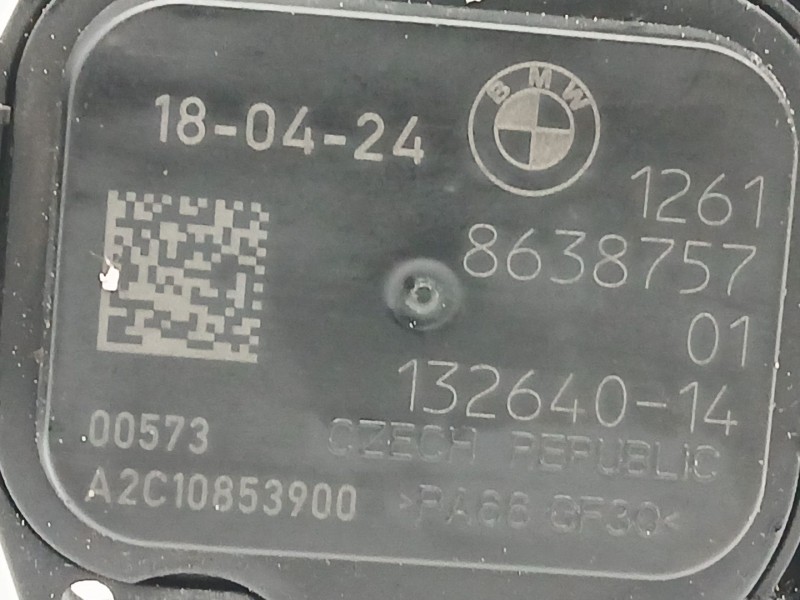 BMW
18-04-24
1261
8638757
01
132640-14
00573
CZECH REPUBLIC
A2C10853900
>PA66 GF30<